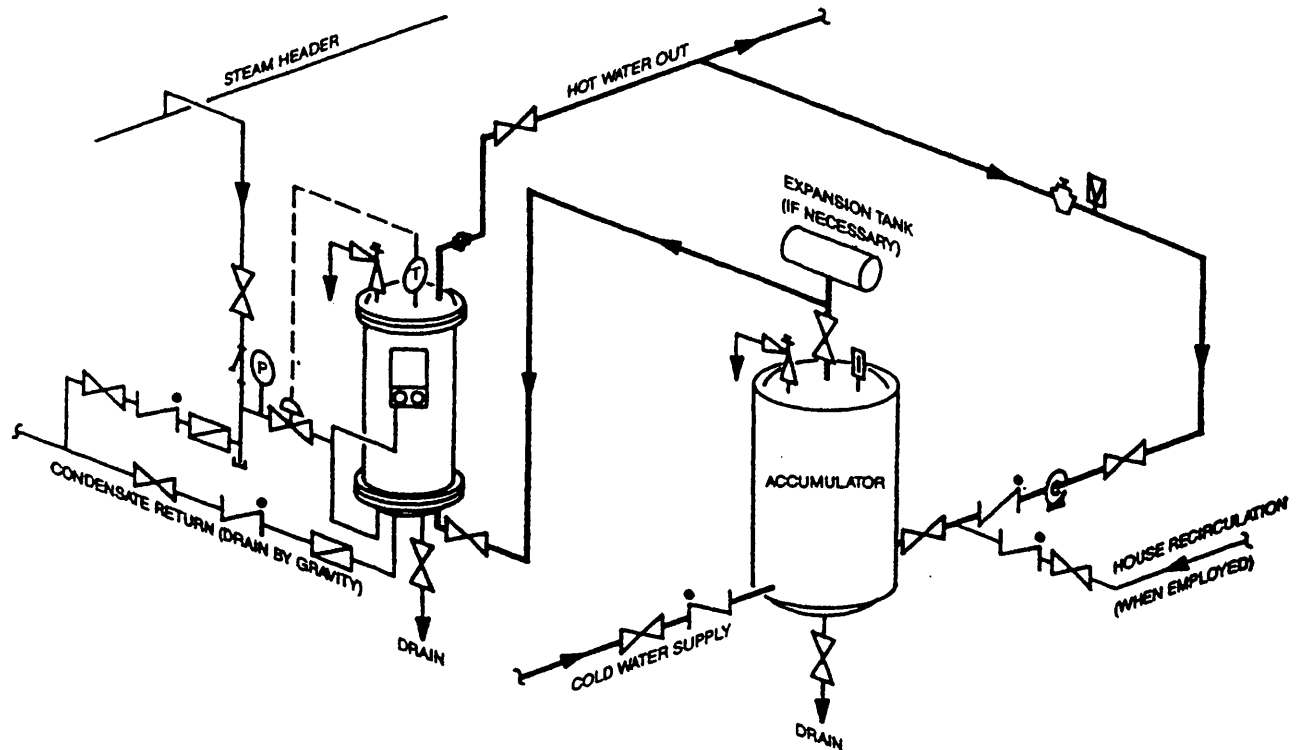 STEAM HEADER
HOT WATER OUT
EXPANSION TANK
(IF NECESSARY)
T
P
ACCUMULATOR
CONDENSATE RETURN (DRAIN BY GRAVITY)
HOUSE RECIRCULATION
(WHEN EMPLOYED)
DRAIN
COLD WATER SUPPLY
DRAIN